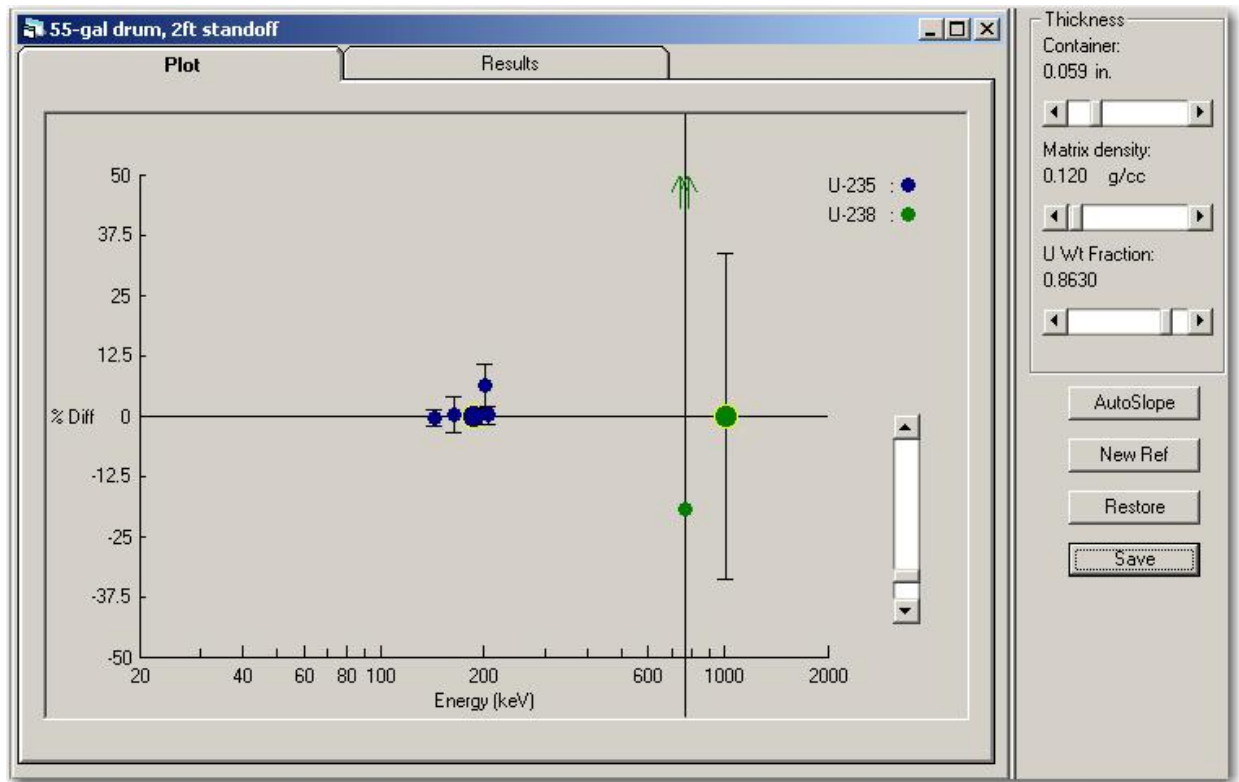 55-gal drum, 2ft standoff
Plot
Results
50
37.5
25
12.5
% Diff 0
-12.5
-25
-37.5
-50
20 40 60 80 100 200 600 1000 2000
Energy (keV)
U-235 :
U-238 :
Thickness
Container:
0.059 in.
Matrix density:
0.120 g/cc
U Wt Fraction:
0.8630
AutoSlope
New Ref
Restore
Save